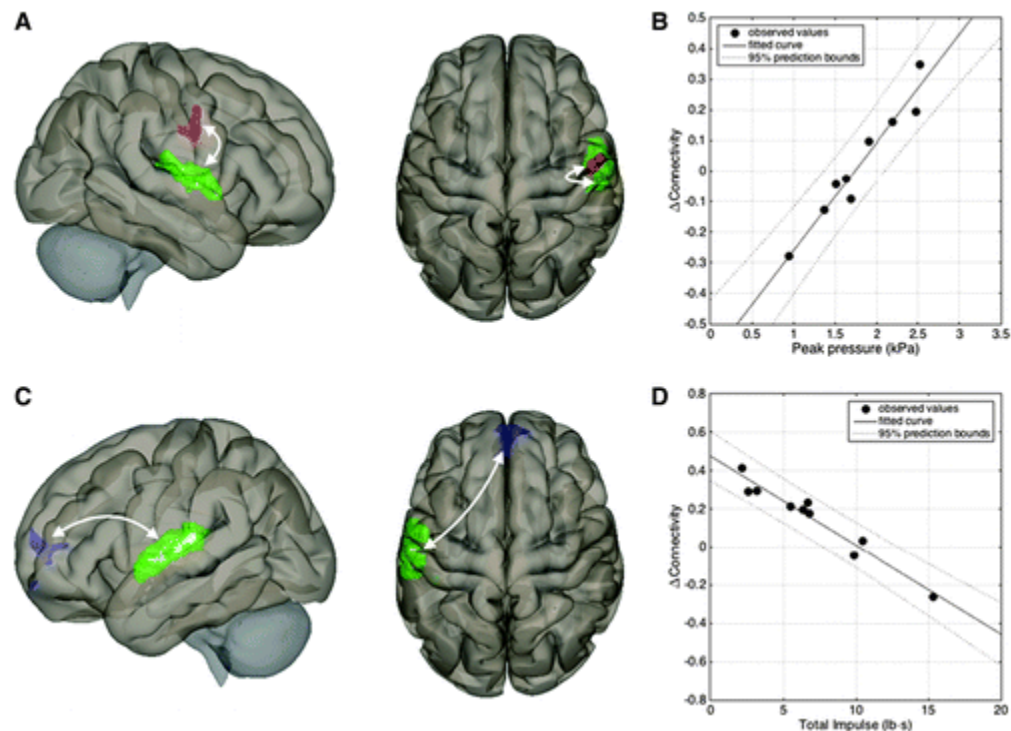 A
B
0.5
observed values
0.4
fitted curve
0.3
95% prediction bounds
0.2
0.1
0
-0.1
-0.2
-0.3
-0.4
-0.5
ΔConnectivity
0 0.5 1 1.5 2 2.5 3 3.5
Peak pressure (kPa)
C
D
0.8
observed values
fitted curve
0.6
95% prediction bounds
0.4
0.2
0
-0.2
-0.4
-0.6
-0.8
ΔConnectivity
0 5 10 15 20
Total Impulse (lb·s)